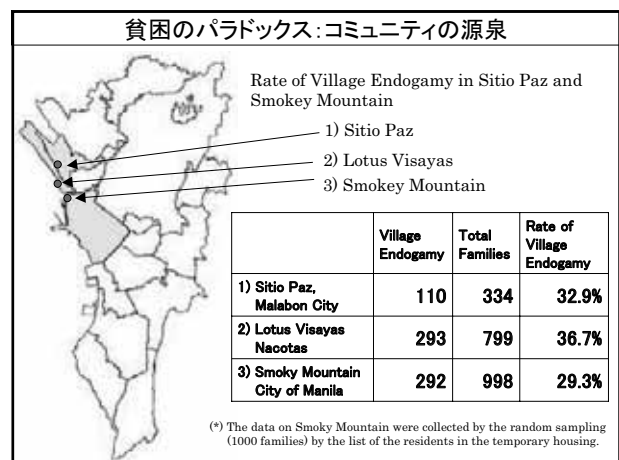 貧困のパラドックス：コミュニティの源泉
Rate of Village Endogamy in Sitio Paz and
Smokey Mountain
1) Sitio Paz
2) Lotus Visayas
3) Smokey Mountain
Village Endogamy Total Families Rate of Village Endogamy
1) Sitio Paz, Malabon City 110 334 32.9%
2) Lotus Visayas Nacotas 293 799 36.7%
3) Smoky Mountain City of Manila 292 998 29.3%
(*) The data on Smoky Mountain were collected by the random sampling
(1000 families) by the list of the residents in the temporary housing.